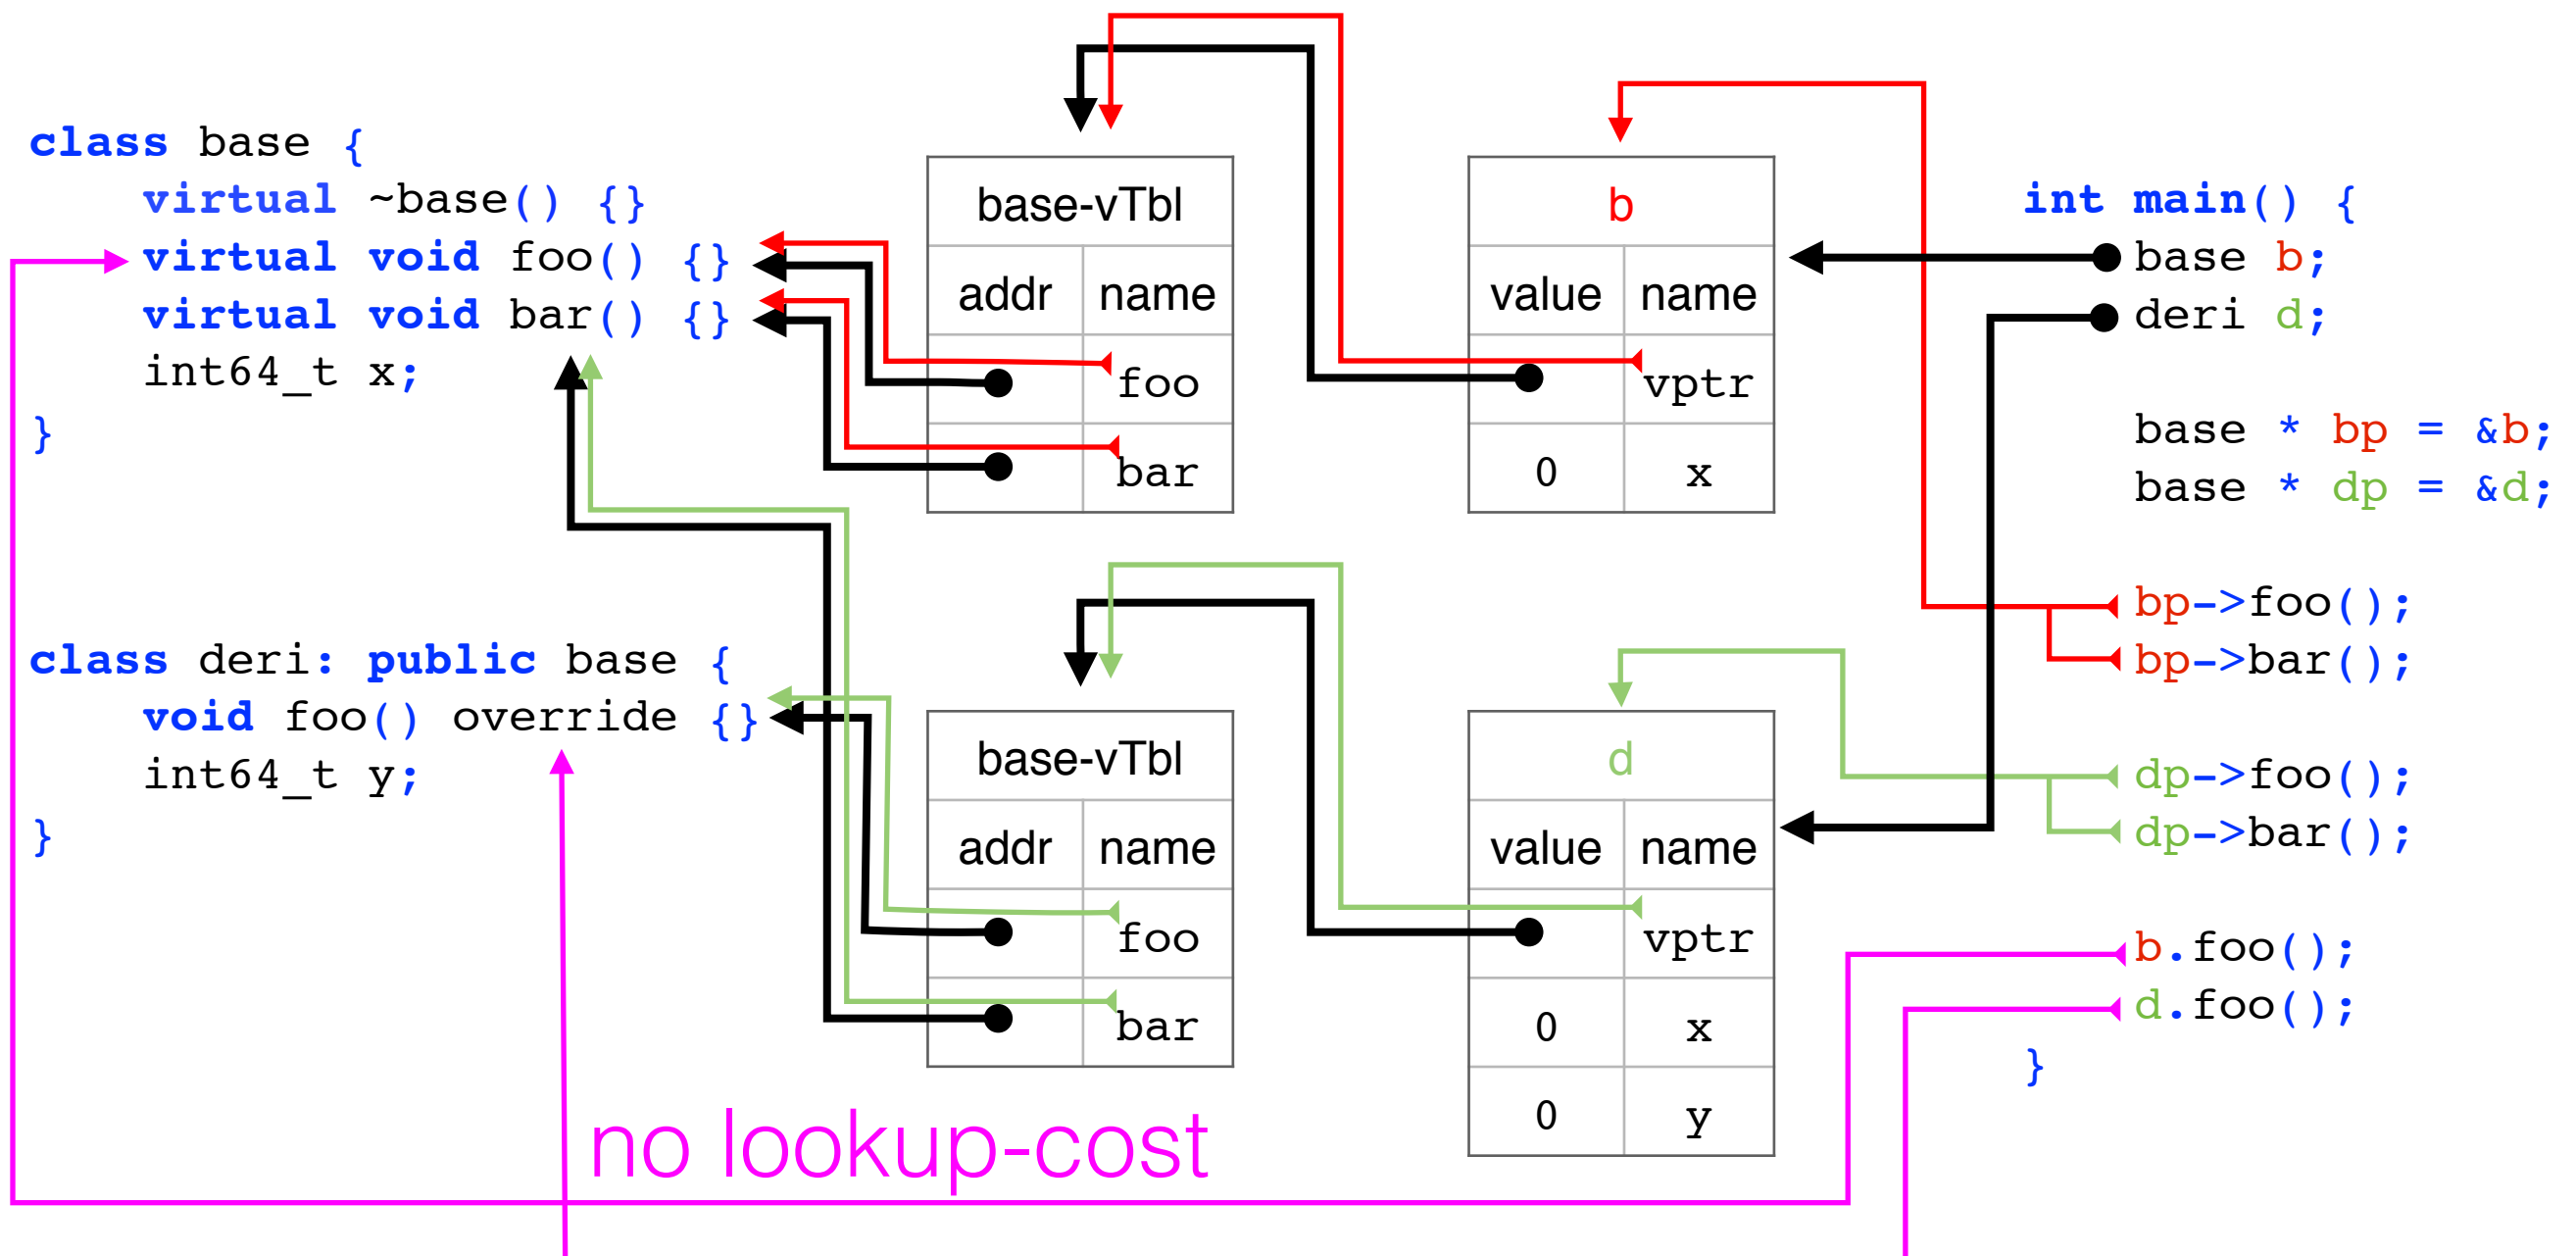 class base {
virtual ~base() {}
virtual void foo() {}
virtual void bar() {}
int64_t x;
}
class deri: public base {
void foo() override {}
int64_t y;
}
base-vTbl
addr name
foo
bar
base-vTbl
addr name
foo
bar
b
value name
vptr
0 x
d
value name
vptr
0 x
0 y
int main() {
base b;
deri d;
base * bp = &b;
base * dp = &d;
bp->foo();
bp->bar();
dp->foo();
dp->bar();
b.foo();
d.foo();
}
no lookup-cost